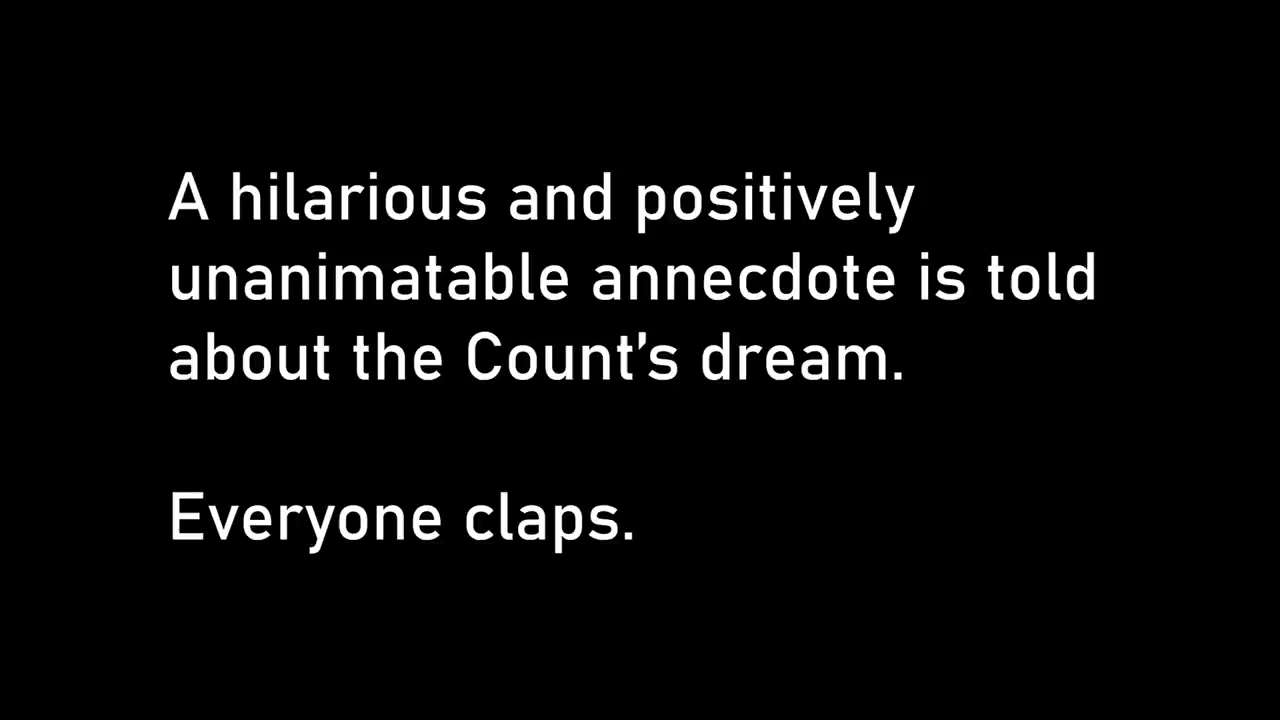 A hilarious and positively
unanimatable annecdote is told
about the Count’s dream.
Everyone claps.